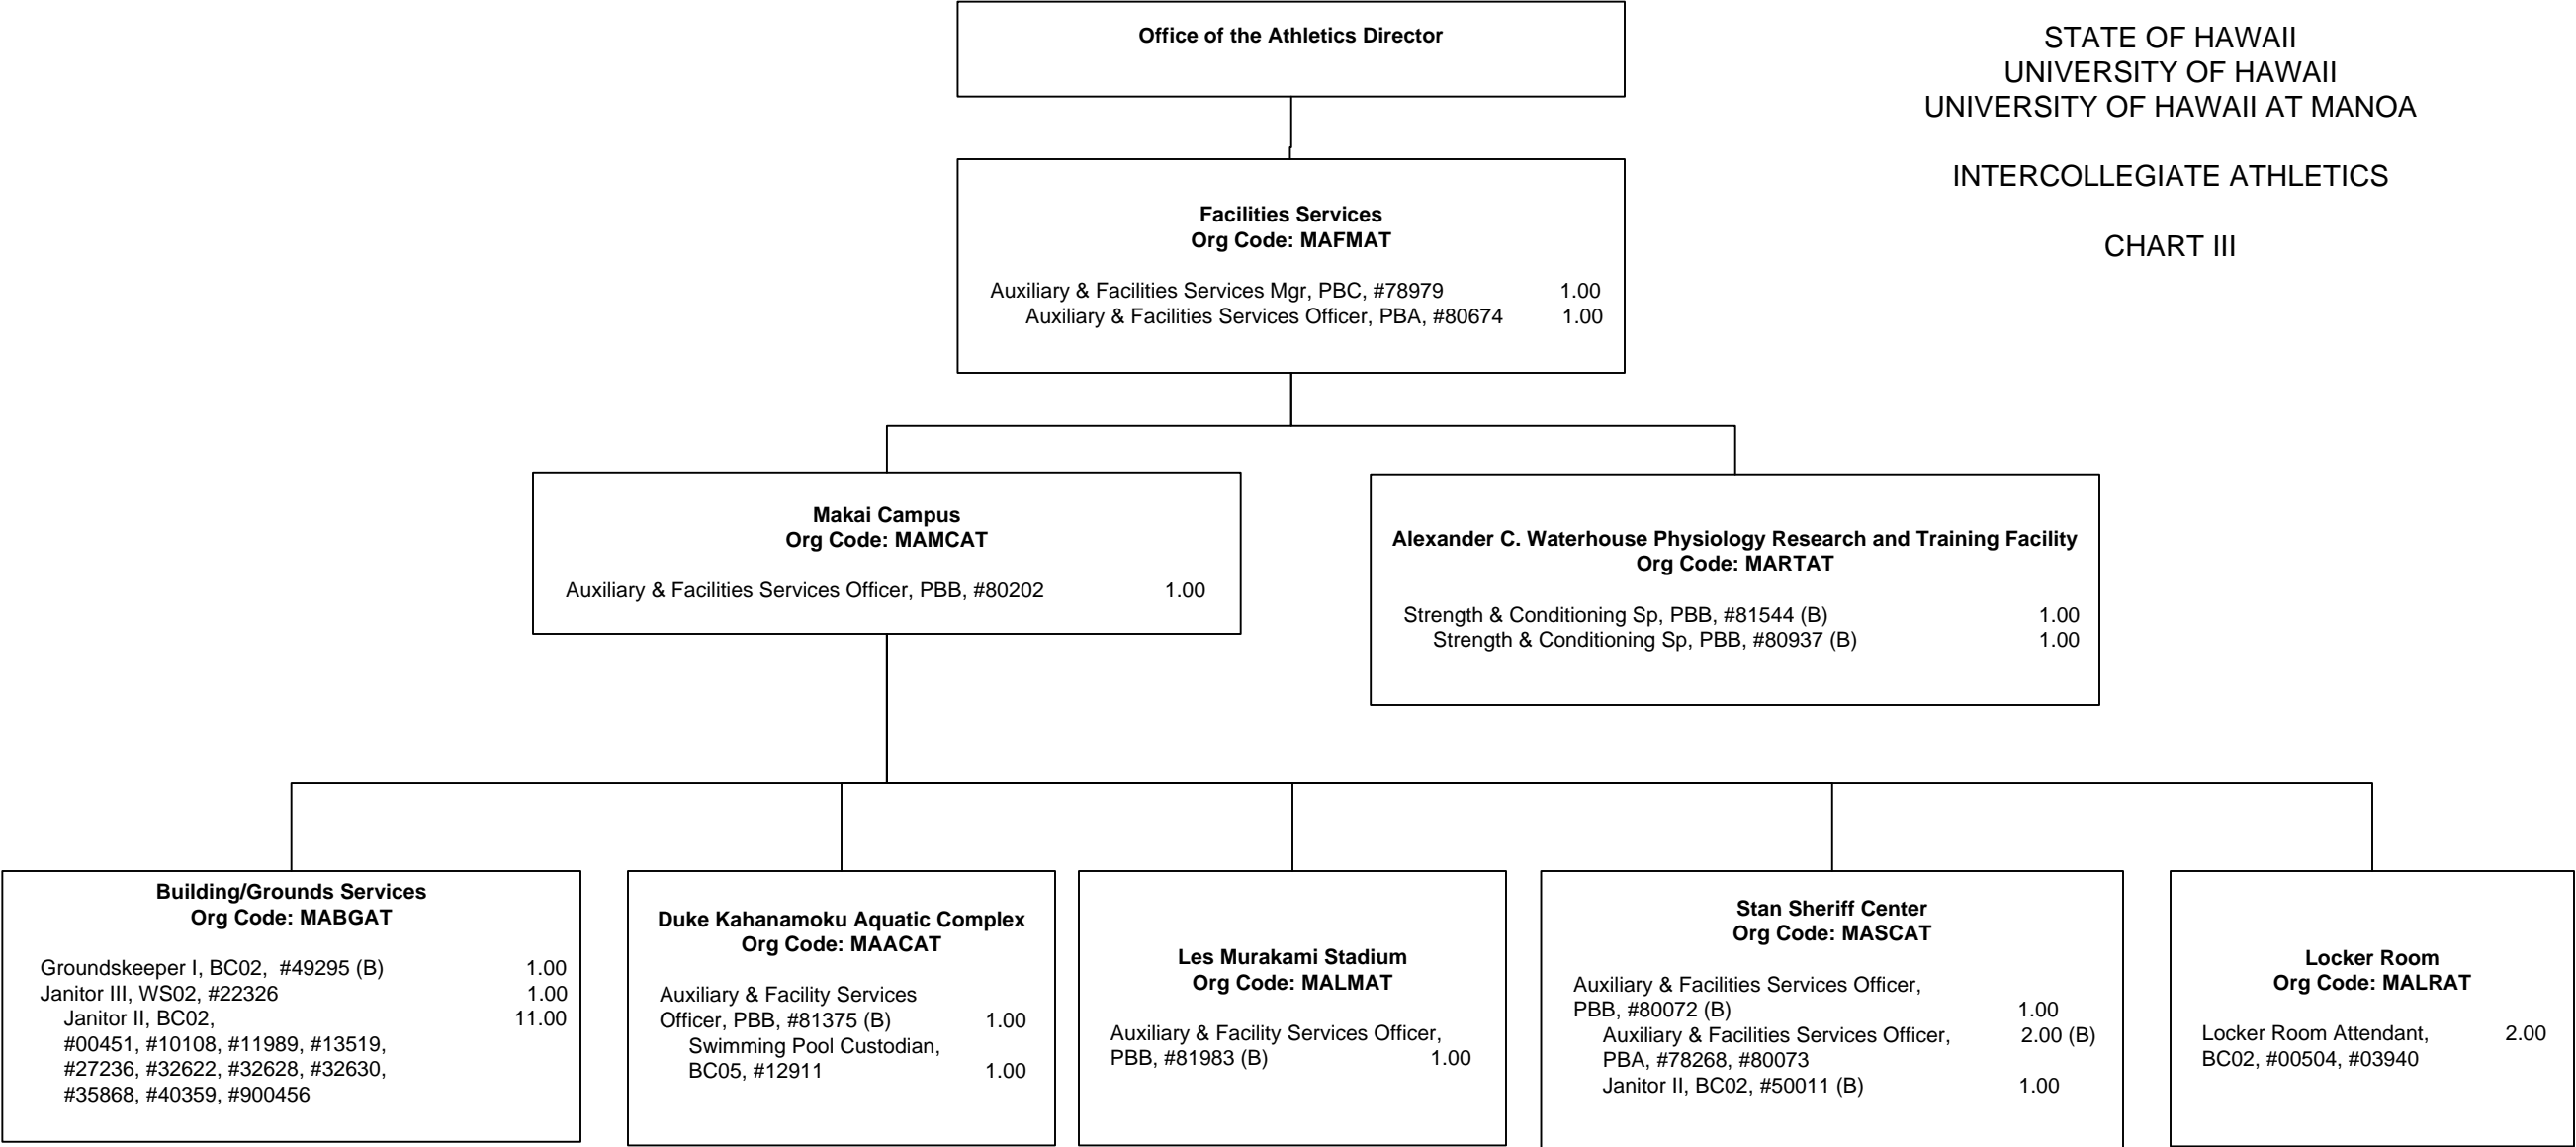 Office of the Athletics Director
STATE OF HAWAII
UNIVERSITY OF HAWAII
UNIVERSITY OF HAWAII AT MANOA
INTERCOLLEGIATE ATHLETICS
CHART III
Facilities Services
Org Code: MAFMAT
Auxiliary & Facilities Services Mgr, PBC, #78979 1.00
Auxiliary & Facilities Services Officer, PBA, #80674 1.00
Makai Campus
Org Code: MAMCAT
Auxiliary & Facilities Services Officer, PBB, #80202 1.00
Alexander C. Waterhouse Physiology Research and Training Facility
Org Code: MARTAT
Strength & Conditioning Sp, PBB, #81544 (B) 1.00
Strength & Conditioning Sp, PBB, #80937 (B) 1.00
Building/Grounds Services
Org Code: MABGAT
Groundskeeper I, BC02, #49295 (B) 1.00
Janitor III, WS02, #22326 1.00
Janitor II, BC02, 11.00
#00451, #10108, #11989, #13519,
#27236, #32622, #32628, #32630,
#35868, #40359, #900456
Duke Kahanamoku Aquatic Complex
Org Code: MAACAT
Auxiliary & Facility Services
Officer, PBB, #81375 (B) 1.00
Swimming Pool Custodian,
BC05, #12911 1.00
Les Murakami Stadium
Org Code: MALMAT
Auxiliary & Facility Services Officer,
PBB, #81983 (B) 1.00
Stan Sheriff Center
Org Code: MASCAT
Auxiliary & Facilities Services Officer,
PBB, #80072 (B) 1.00
Auxiliary & Facilities Services Officer, 2.00 (B)
PBA, #78268, #80073
Janitor II, BC02, #50011 (B) 1.00
Locker Room
Org Code: MALRAT
Locker Room Attendant, 2.00
BC02, #00504, #03940